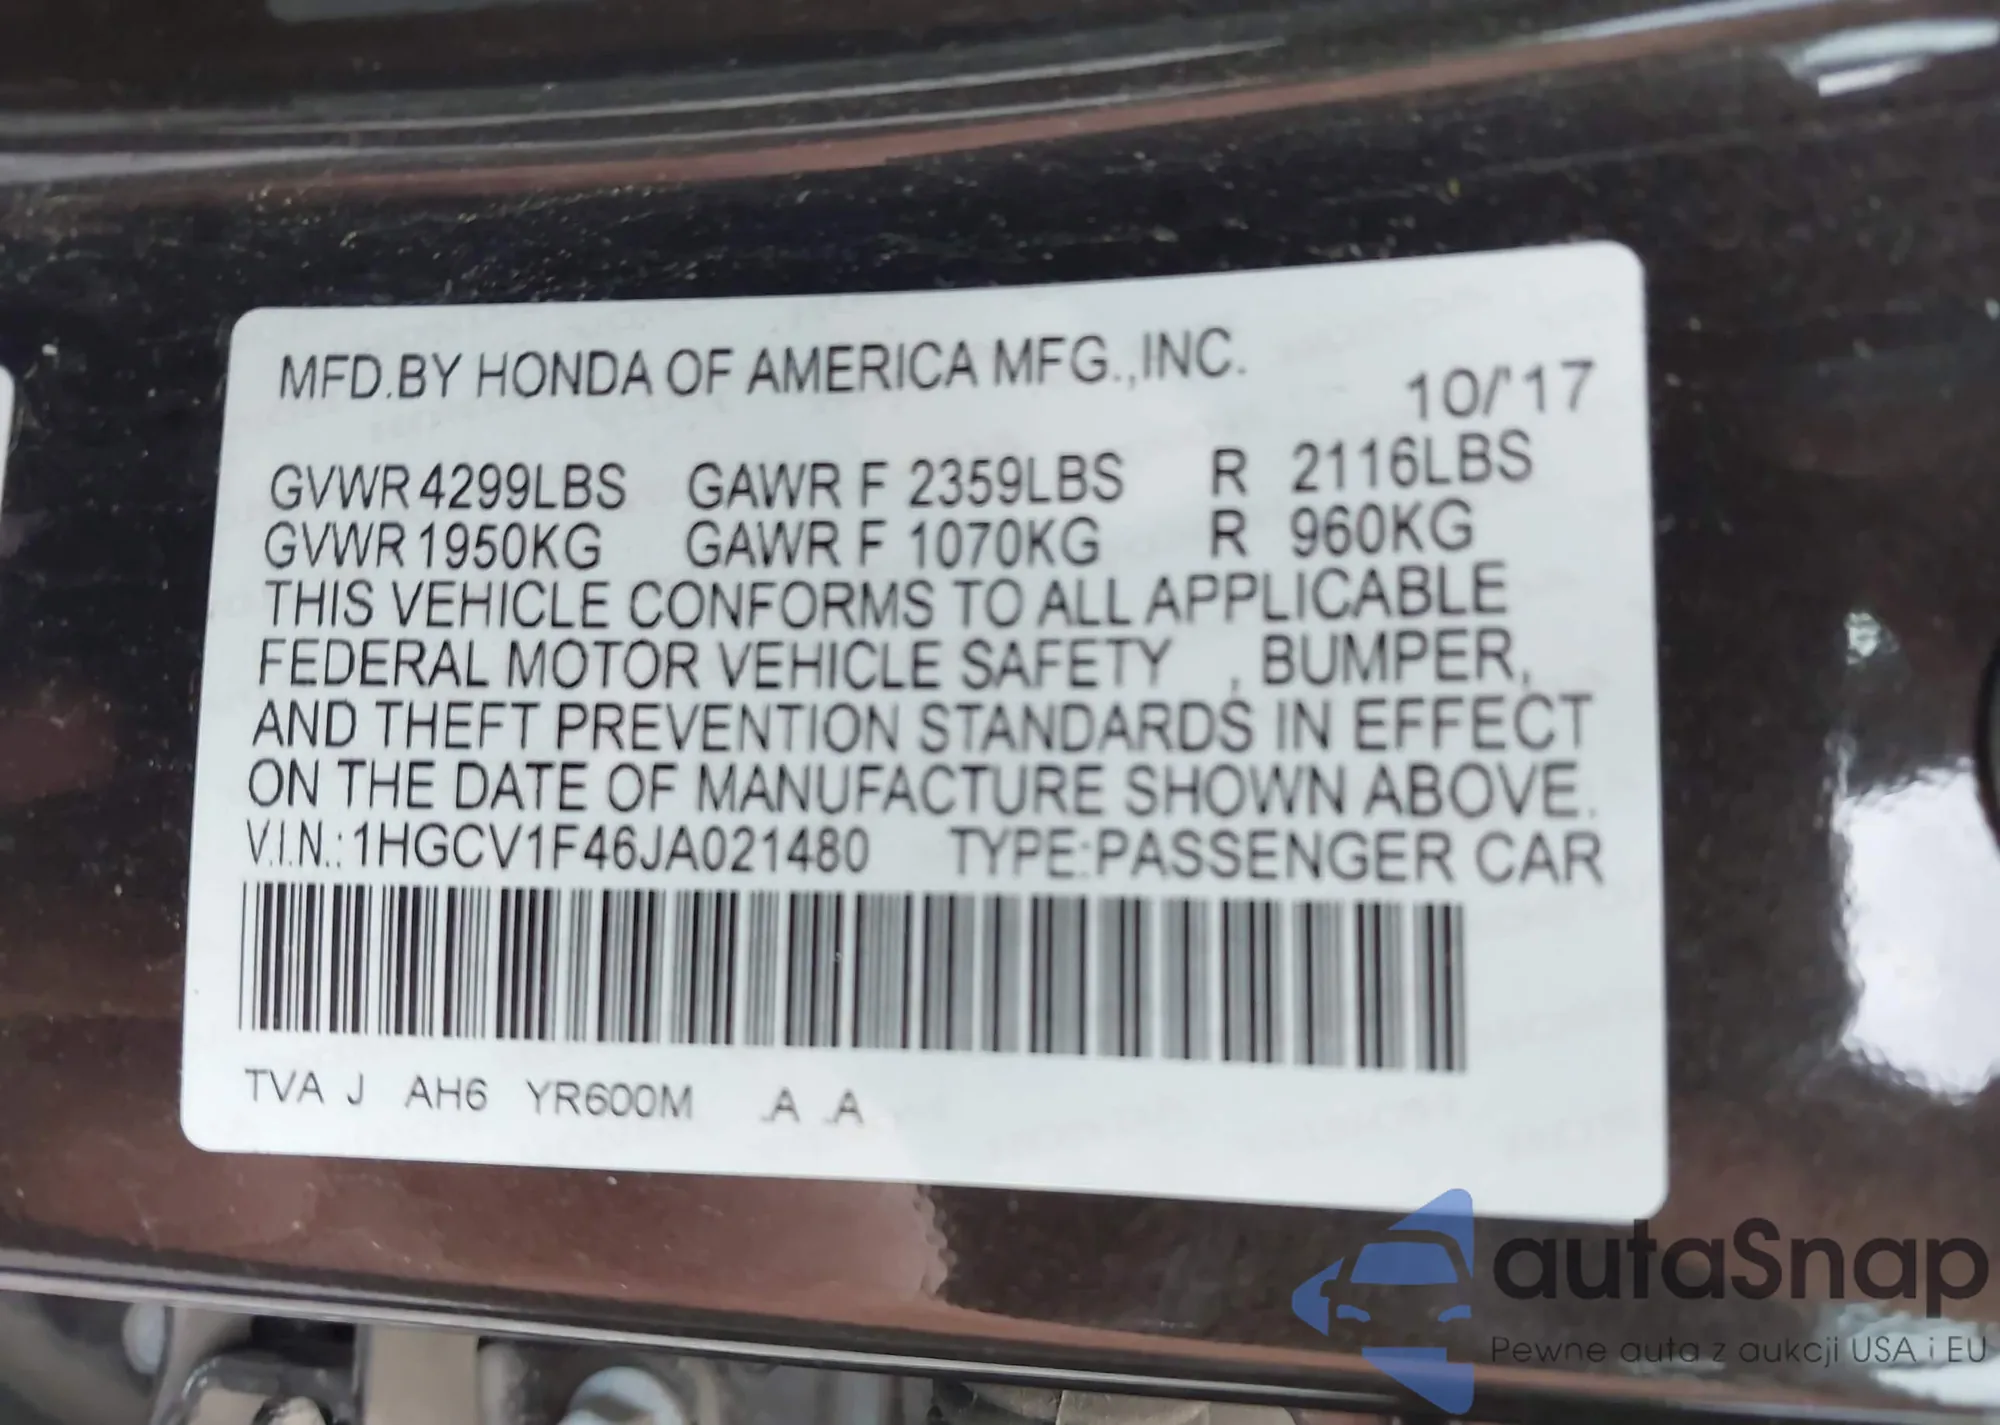 MFD.BY HONDA OF AMERICA MFG.,INC.
10/'17
GVWR 4299LBS GAWR F 2359LBS R 2116LBS
GVWR 1950KG GAWR F 1070KG R 960KG
THIS VEHICLE CONFORMS TO ALL APPLICABLE
FEDERAL MOTOR VEHICLE SAFETY , BUMPER,
AND THEFT PREVENTION STANDARDS IN EFFECT
ON THE DATE OF MANUFACTURE SHOWN ABOVE.
V.I.N.: 1HGCV1F46JA021480 TYPE:PASSENGER CAR
TVA J AH6 YR600M .A .A
autaSnap
Pewne auta z aukcji USA i EU